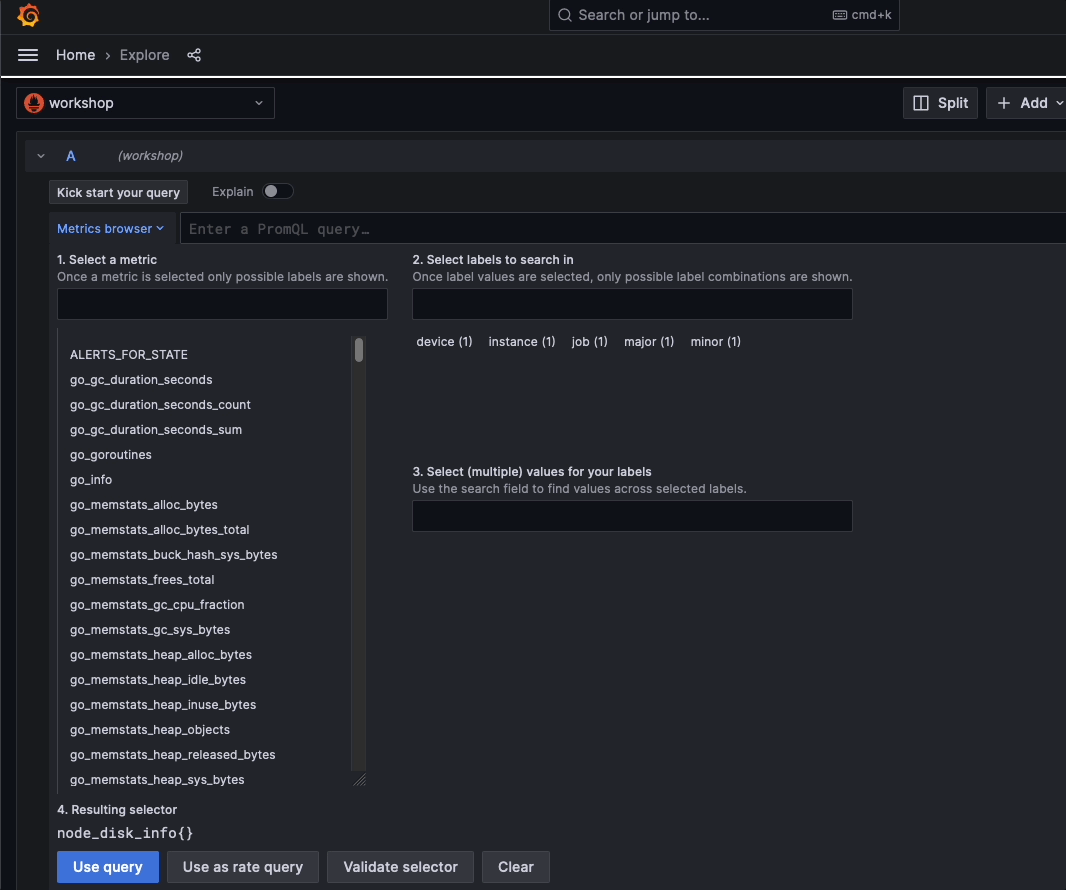 Search or jump to... cmd+k
Home › Explore
workshop Split + Add
A (workshop)
Kick start your query Explain
Metrics browser Enter a PromQL query…
1. Select a metric
Once a metric is selected only possible labels are shown.
2. Select labels to search in
Once label values are selected, only possible label combinations are shown.
device (1) instance (1) job (1) major (1) minor (1)
ALERTS_FOR_STATE
go_gc_duration_seconds
go_gc_duration_seconds_count
go_gc_duration_seconds_sum
go_goroutines
go_info
go_memstats_alloc_bytes
go_memstats_alloc_bytes_total
go_memstats_buck_hash_sys_bytes
go_memstats_frees_total
go_memstats_gc_cpu_fraction
go_memstats_gc_sys_bytes
go_memstats_heap_alloc_bytes
go_memstats_heap_idle_bytes
go_memstats_heap_inuse_bytes
go_memstats_heap_objects
go_memstats_heap_released_bytes
go_memstats_heap_sys_bytes
3. Select (multiple) values for your labels
Use the search field to find values across selected labels.
4. Resulting selector
node_disk_info{}
Use query Use as rate query Validate selector Clear